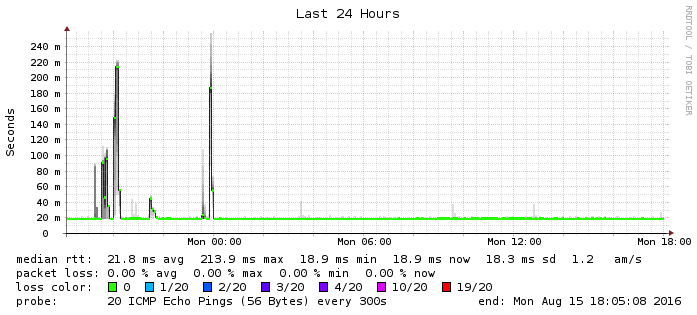 Last 24 Hours
RRDTOOL / TOBI OETIKER
Seconds
240 m
220 m
200 m
180 m
160 m
140 m
120 m
100 m
80 m
60 m
40 m
20 m
0
Mon 00:00 Mon 06:00 Mon 12:00 Mon 18:00
median rtt: 21.8 ms avg 213.9 ms max 18.9 ms min 18.9 ms now 18.3 ms sd 1.2 am/s
packet loss: 0.00 % avg 0.00 % max 0.00 % min 0.00 % now
loss color: 0 1/20 2/20 3/20 4/20 10/20 19/20
probe: 20 ICMP Echo Pings (56 Bytes) every 300s end: Mon Aug 15 18:05:08 2016